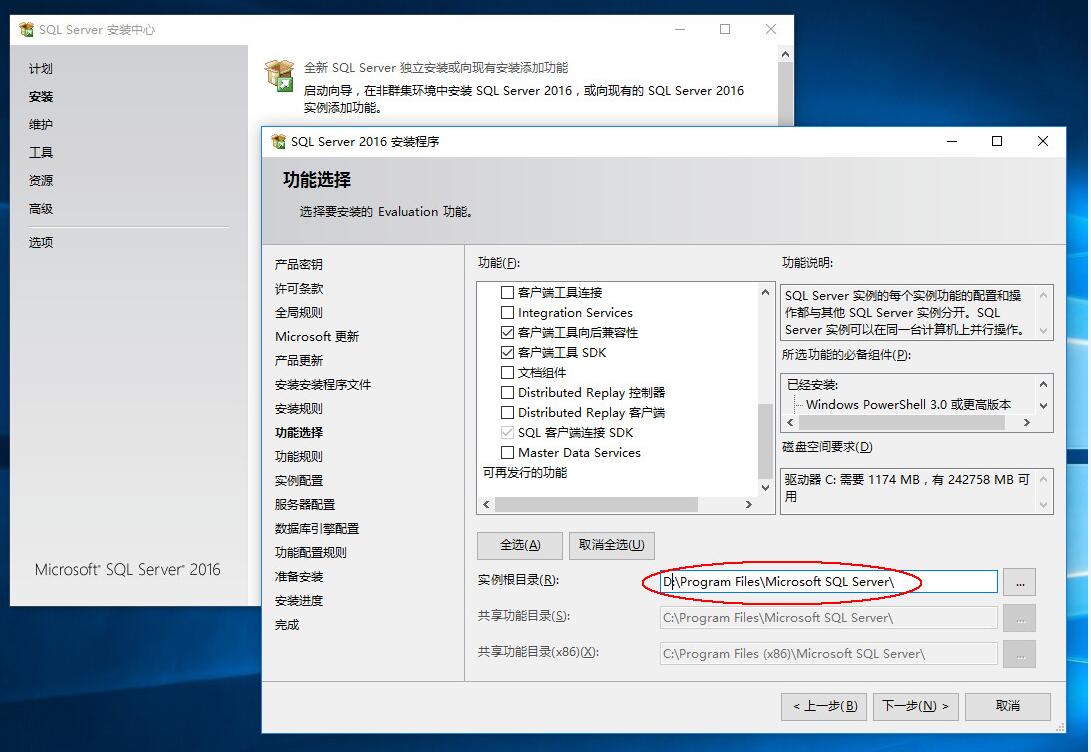 SQL Server 安装中心
计划
安装
维护
工具
资源
高级
选项
Microsoft® SQL Server® 2016
全新 SQL Server 独立安装或向现有安装添加功能
启动向导，在非群集环境中安装 SQL Server 2016，或向现有的 SQL Server 2016
实例添加功能。
SQL Server 2016 安装程序
功能选择
选择要安装的 Evaluation 功能。
产品密钥
许可条款
全局规则
Microsoft 更新
产品更新
安装安装程序文件
安装规则
功能选择
功能规则
实例配置
服务器配置
数据库引擎配置
功能配置规则
准备安装
安装进度
完成
功能(F):
客户端工具连接
Integration Services
客户端工具向后兼容性
客户端工具 SDK
文档组件
Distributed Replay 控制器
Distributed Replay 客户端
SQL 客户端连接 SDK
Master Data Services
可再发行的功能
功能说明:
SQL Server 实例的每个实例功能的配置和操
作都与其他 SQL Server 实例分开。SQL
Server 实例可以在同一台计算机上并行操作。
所选功能的必备组件(P):
已经安装:
Windows PowerShell 3.0 或更高版本
磁盘空间要求(D)
驱动器 C: 需要 1174 MB，有 242758 MB 可
用
全选(A)
取消全选(U)
实例根目录(R):
D:\Program Files\Microsoft SQL Server\
...
共享功能目录(S):
C:\Program Files\Microsoft SQL Server\
...
共享功能目录(x86)(X):
C:\Program Files (x86)\Microsoft SQL Server\
...
< 上一步(B)
下一步(N) >
取消